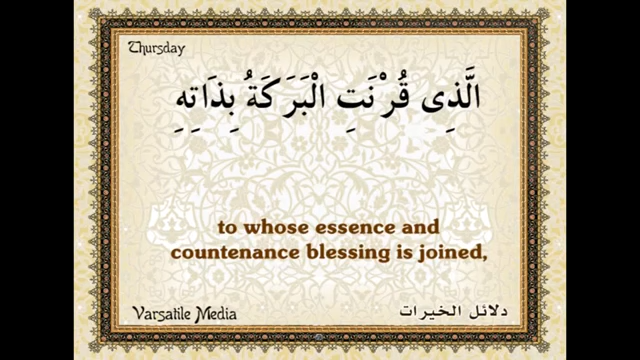 Thursday
الَّذِى قُرْنَتِ الْبَرَكَةُ بِذَاتِهِ
to whose essence and
countenance blessing is joined,
Varsatile Media
دلائل الخيرات